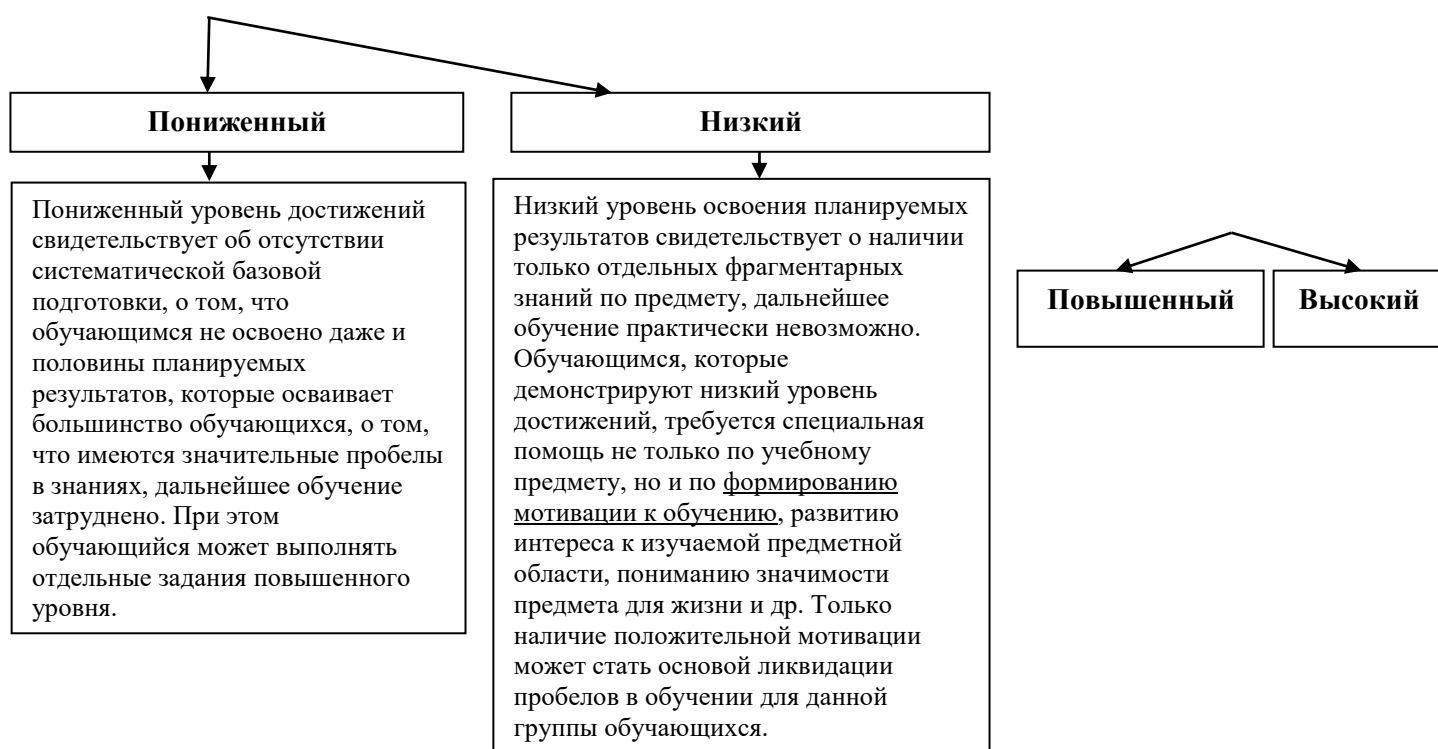 Пониженный
Низкий
Пониженный уровень достижений
свидетельствует об отсутствии
систематической базовой
подготовки, о том, что
обучающимся не освоено даже и
половины планируемых
результатов, которые осваивает
большинство обучающихся, о том,
что имеются значительные пробелы
в знаниях, дальнейшее обучение
затруднено. При этом
обучающийся может выполнять
отдельные задания повышенного
уровня.
Низкий уровень освоения планируемых
результатов свидетельствует о наличии
только отдельных фрагментарных
знаний по предмету, дальнейшее
обучение практически невозможно.
Обучающимся, которые
демонстрируют низкий уровень
достижений, требуется специальная
помощь не только по учебному
предмету, но и по формированию
мотивации к обучению, развитию
интереса к изучаемой предметной
области, пониманию значимости
предмета для жизни и др. Только
наличие положительной мотивации
может стать основой ликвидации
пробелов в обучении для данной
группы обучающихся.
Повышенный
Высокий